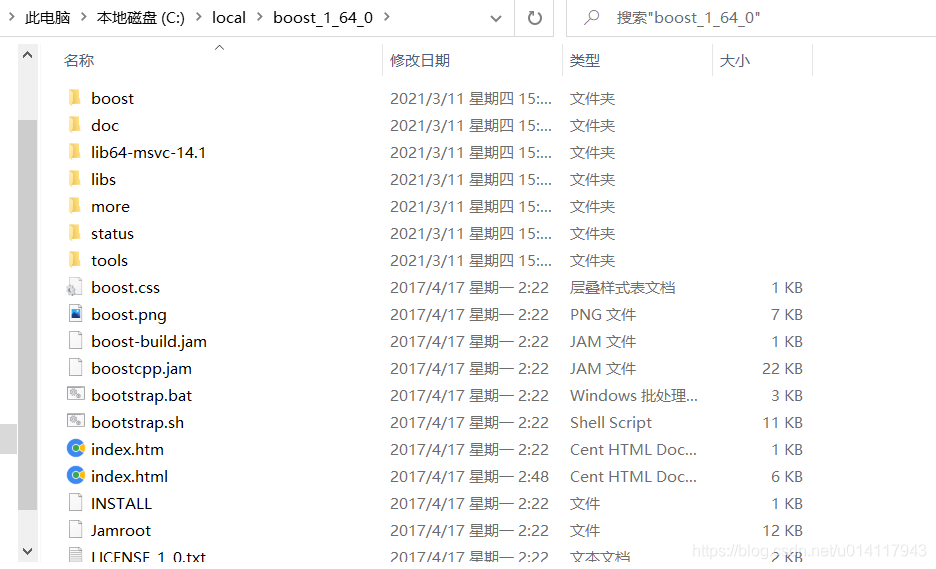 此电脑 > 本地磁盘 (C:) > local > boost_1_64_0 > 搜索"boost_1_64_0"
名称 修改日期 类型 大小
boost 2021/3/11 星期四 15:... 文件夹
doc 2021/3/11 星期四 15:... 文件夹
lib64-msvc-14.1 2021/3/11 星期四 15:... 文件夹
libs 2021/3/11 星期四 15:... 文件夹
more 2021/3/11 星期四 15:... 文件夹
status 2021/3/11 星期四 15:... 文件夹
tools 2021/3/11 星期四 15:... 文件夹
boost.css 2017/4/17 星期一 2:22 层叠样式表文档 1 KB
boost.png 2017/4/17 星期一 2:22 PNG 文件 7 KB
boost-build.jam 2017/4/17 星期一 2:22 JAM 文件 1 KB
boostcpp.jam 2017/4/17 星期一 2:22 JAM 文件 22 KB
bootstrap.bat 2017/4/17 星期一 2:22 Windows 批处理... 3 KB
bootstrap.sh 2017/4/17 星期一 2:22 Shell Script 11 KB
index.htm 2017/4/17 星期一 2:22 Cent HTML Doc... 1 KB
index.html 2017/4/17 星期一 2:48 Cent HTML Doc... 6 KB
INSTALL 2017/4/17 星期一 2:22 文件 1 KB
Jamroot 2017/4/17 星期一 2:22 文件 12 KB
LICENSE_1_0.txt 2017/4/17 星期一 2:22 文本文档 2 KB
https://blog.csdn.net/u014117943